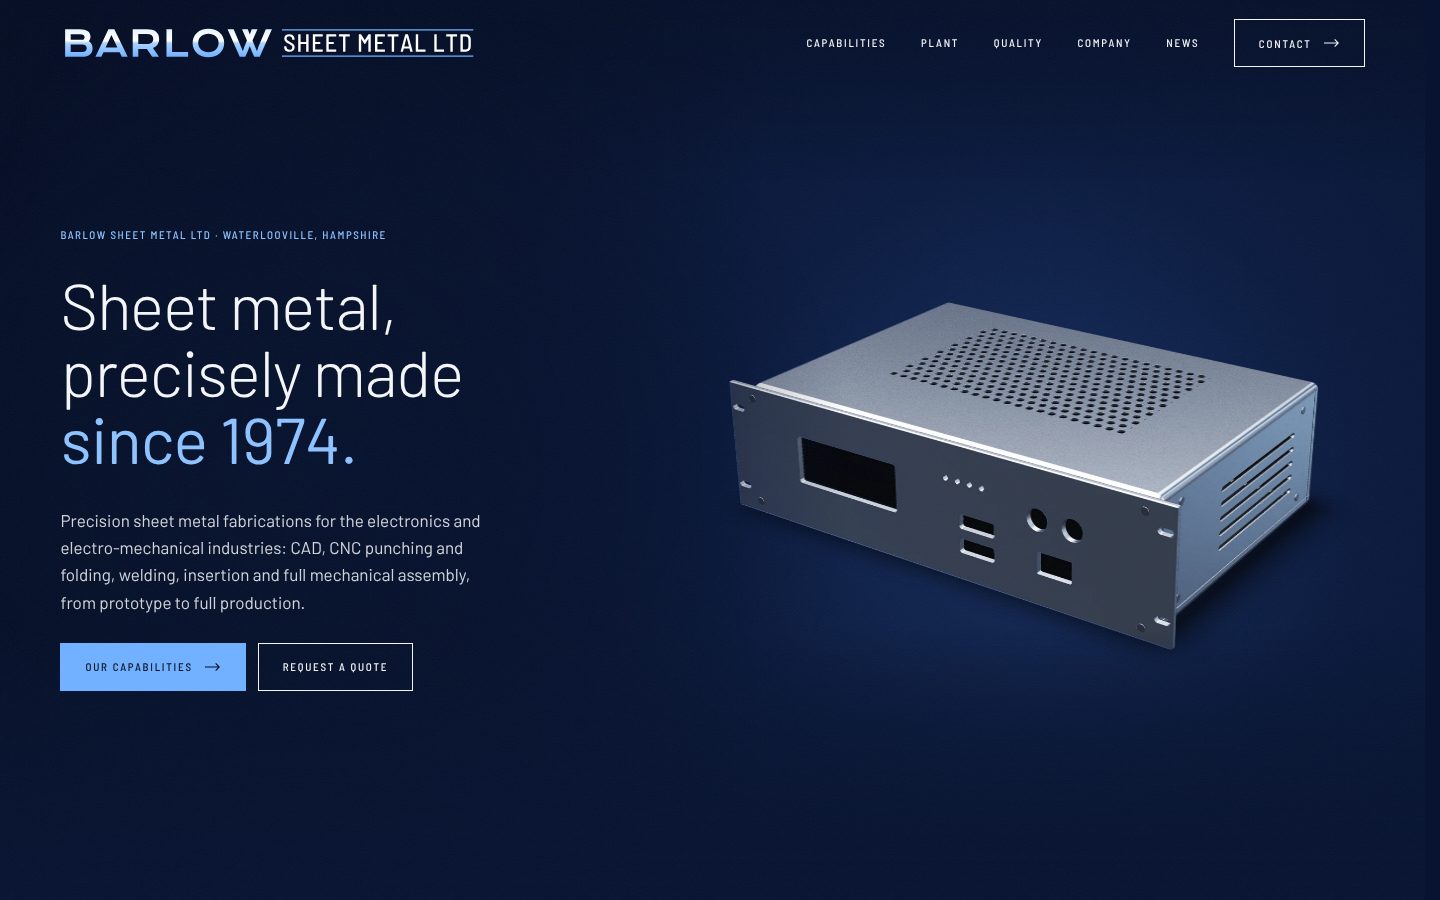 BARLOW SHEET METAL LTD
CAPABILITIES
PLANT
QUALITY
COMPANY
NEWS
CONTACT
BARLOW SHEET METAL LTD · WATERLOOVILLE, HAMPSHIRE
Sheet metal,
precisely made
since 1974.
Precision sheet metal fabrications for the electronics and
electro-mechanical industries: CAD, CNC punching and
folding, welding, insertion and full mechanical assembly,
from prototype to full production.
OUR CAPABILITIES
REQUEST A QUOTE